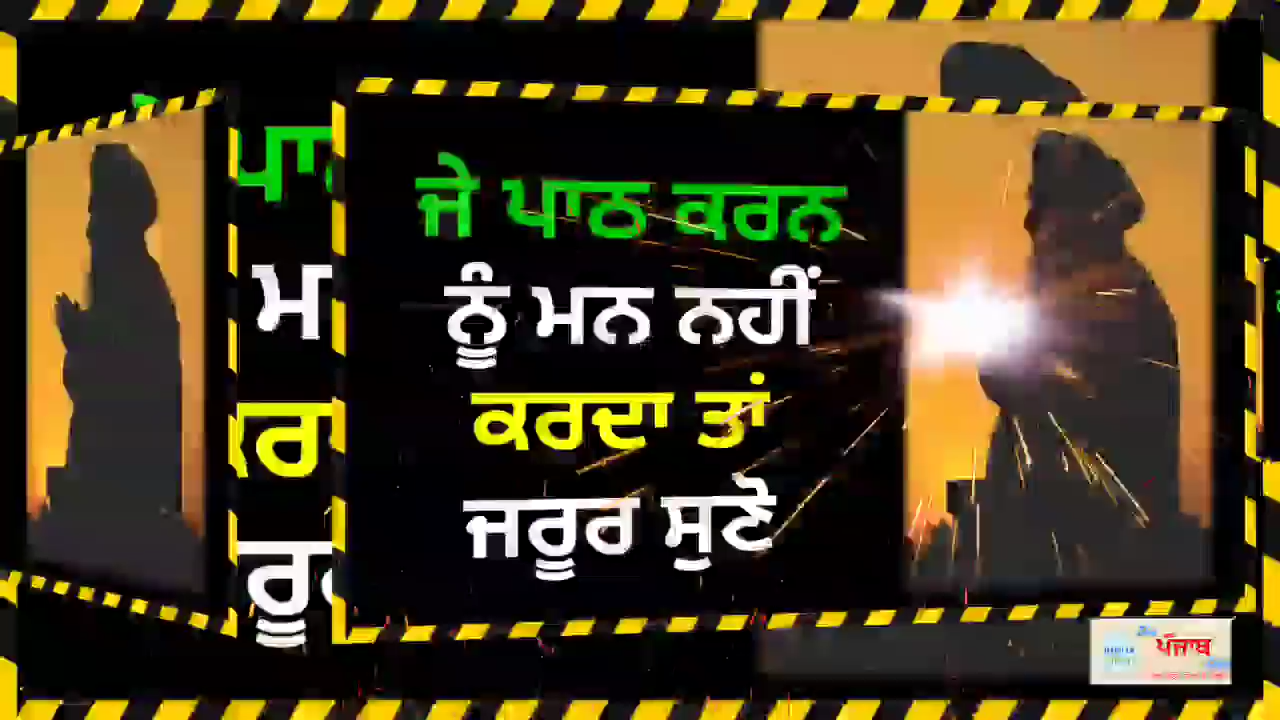 ਜੇ ਪਾਠ ਕਰਨ
ਨੂੰ ਮਨ ਨਹੀਂ
ਕਰਦਾ ਤਾਂ
ਜਰੂਰ ਸੁਣੋ
ਪੰਜਾਬ